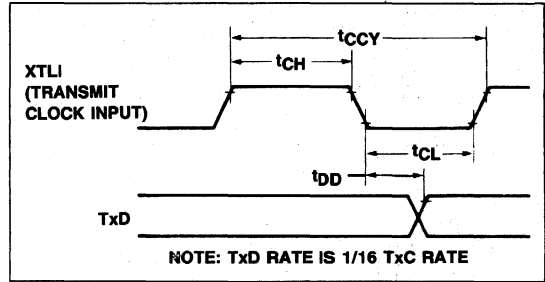 tCCY
tCH
XTLI
(TRANSMIT
CLOCK INPUT)
tCL
tDD
TxD
NOTE: TxD RATE IS 1/16 TxC RATE